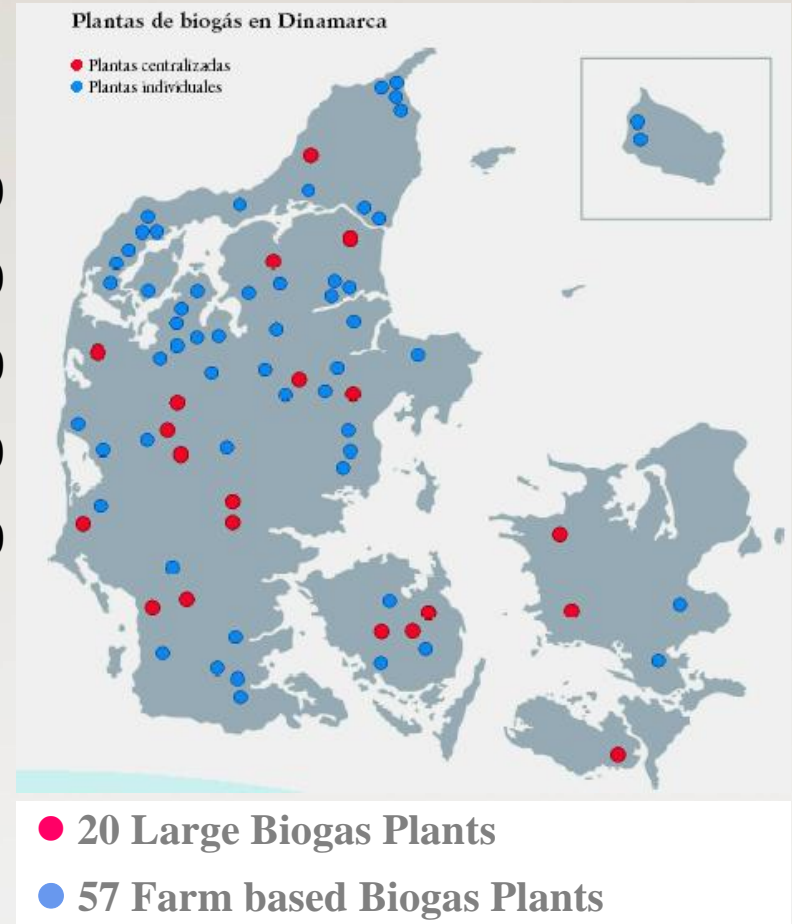 Plantas de biogás en Dinamarca
Plantas centralizadas
Plantas individuales
20 Large Biogas Plants
57 Farm based Biogas Plants